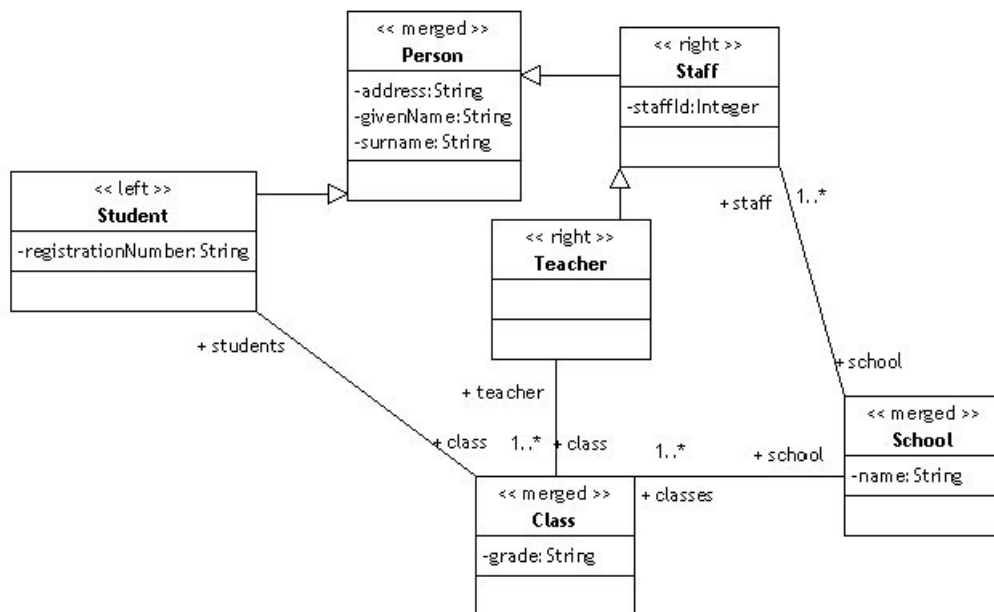 << merged >>
Person
-address:String
-givenName:String
-surname: String
<< right >>
Staff
-staffId:Integer
<< left >>
Student
-registrationNumber: String
+ staff
1..*
<< right >>
Teacher
+ students
+ teacher
+ school
+ class
1..*
+ class
1..*
+ school
+ classes
<< merged >>
School
-name: String
<< merged >>
Class
-grade: String